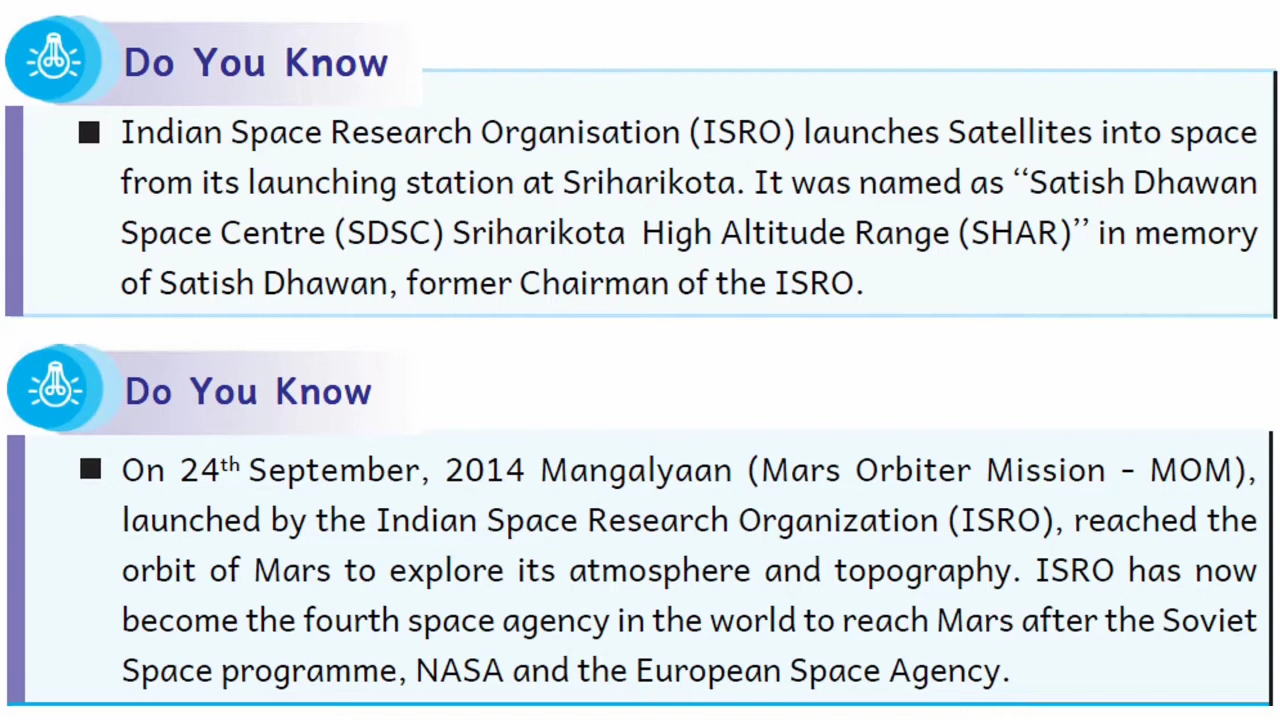 Do You Know
■ Indian Space Research Organisation (ISRO) launches Satellites into space
from its launching station at Sriharikota. It was named as ‘‘Satish Dhawan
Space Centre (SDSC) Sriharikota High Altitude Range (SHAR)’’ in memory
of Satish Dhawan, former Chairman of the ISRO.
Do You Know
■ On 24th September, 2014 Mangalyaan (Mars Orbiter Mission - MOM),
launched by the Indian Space Research Organization (ISRO), reached the
orbit of Mars to explore its atmosphere and topography. ISRO has now
become the fourth space agency in the world to reach Mars after the Soviet
Space programme, NASA and the European Space Agency.